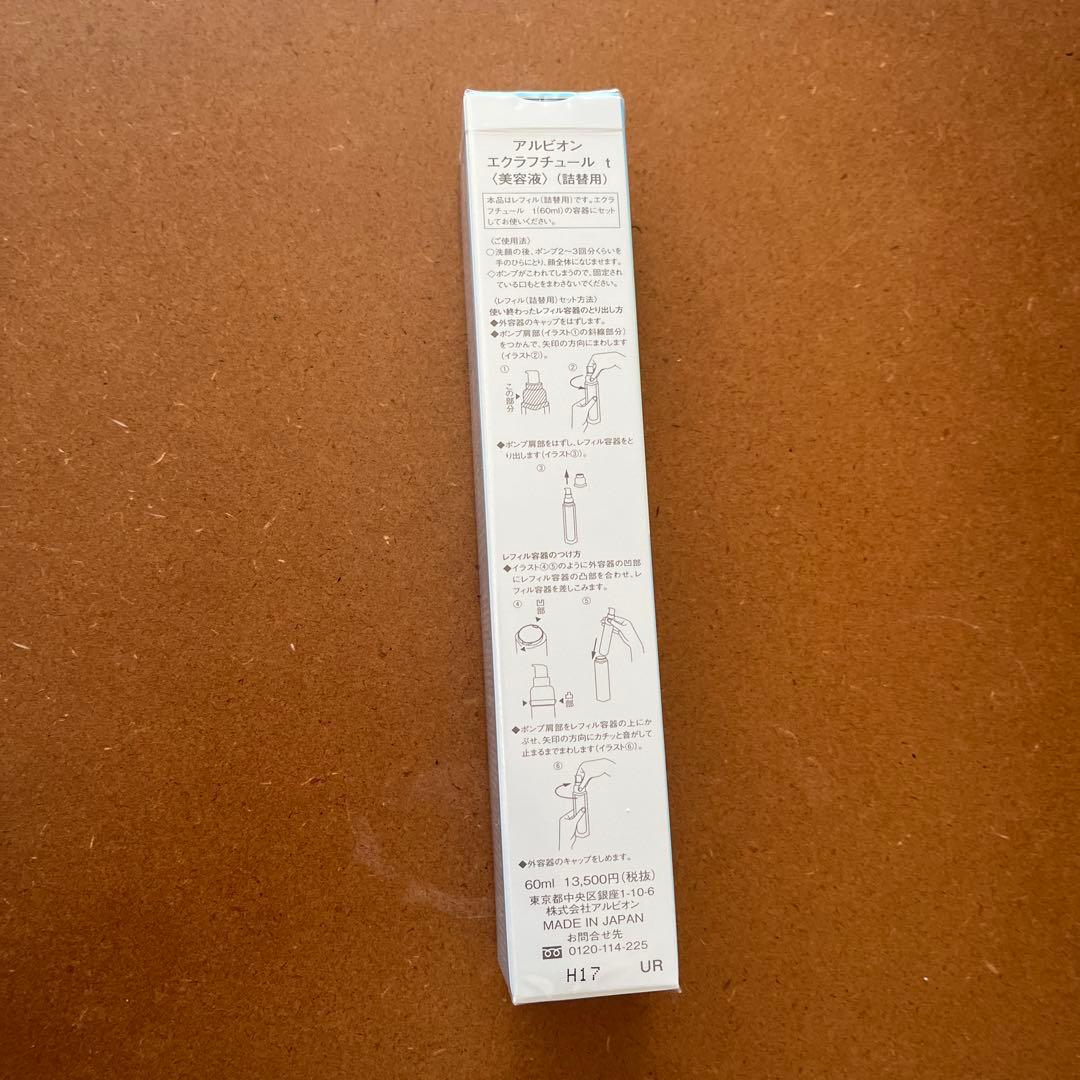 アルビオン
エクラフチュール t
〈美容液〉(詰替用)
本品はレフィル(詰替用)です。エクラ
フチュール t(60ml)の容器にセット
してお使いください。
〈ご使用法〉
○洗顔の後、ポンプ2〜3回分くらいを
手のひらにとり、顔全体になじませます。
◇ポンプがこわれてしまうので、固定され
ている口もとをまわさないでください。
〈レフィル(詰替用)セット方法〉
使い終わったレフィル容器のとり出し方
◆外容器のキャップをはずします。
◆ポンプ肩部(イラスト①の斜線部分)
をつかんで、矢印の方向にまわします
(イラスト②)。
① ②
この部分
◆ポンプ肩部をはずし、レフィル容器をと
り出します(イラスト③)。
③
レフィル容器のつけ方
◆イラスト④⑤のように外容器の凹部
にレフィル容器の凸部を合わせ、レ
フィル容器を差しこみます。
④ 凹部 ⑤
凸部
◆ポンプ肩部をレフィル容器の上にか
ぶせ、矢印の方向にカチッと音がして
止まるまでまわします(イラスト⑥)。
⑥
◆外容器のキャップをしめます。
60ml 13,500円(税抜)
東京都中央区銀座1-10-6
株式会社アルビオン
MADE IN JAPAN
お問合せ先
0120-114-225
H17 UR